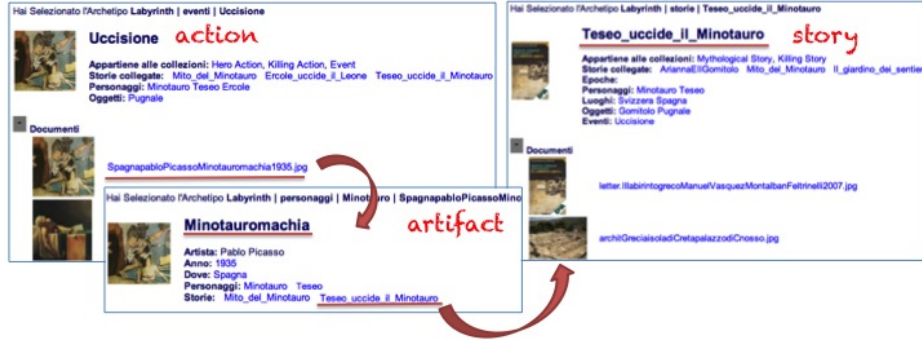 Hai Selezionato l'Archetipo Labyrinth | eventi | Uccisione
Uccisione action
Appartiene alle collezioni: Hero Action, Killing Action, Event
Storie collegate: Mito_del_Minotauro Ercole_uccide_il_Leone Teseo_uccide_il_Minotauro
Personaggi: Minotauro Teseo Ercole
Oggetti: Pugnale
Documenti
SpagnapabloPicassoMinotauromachia1935.jpg
Hai Selezionato l'Archetipo Labyrinth | personaggi | Minotauro | SpagnapabloPicassoMino
Minotauromachia artifact
Artista: Pablo Picasso
Anno: 1935
Dove: Spagna
Personaggi: Minotauro Teseo
Storie: Mito_del_Minotauro Teseo_uccide_il_Minotauro
Hai Selezionato l'Archetipo Labyrinth | storie | Teseo_uccide_il_Minotauro
Teseo_uccide_il_Minotauro story
Appartiene alle collezioni: Mythological Story, Killing Story
Storie collegate: AriannaEIlGomitolo Mito_del_Minotauro Il_giardino_dei_sentier
Epoche:
Personaggi: Minotauro Teseo
Luoghi: Svizzera Spagna
Oggetti: Gomitolo Pugnale
Eventi: Uccisione
Documenti
letter.IllabirintogrecoManuelVasquezMontalbanFeltrinelli2007.jpg
architGreciaisoladiCretapalazzodiCnosso.jpg